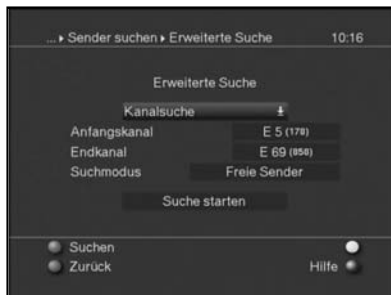 ... ▸ Sender suchen ▸ Erweiterte Suche 10:16
Erweiterte Suche
Kanalsuche
Anfangskanal E 5 (178)
Endkanal E 69 (858)
Suchmodus Freie Sender
Suche starten
Suchen
Zurück Hilfe